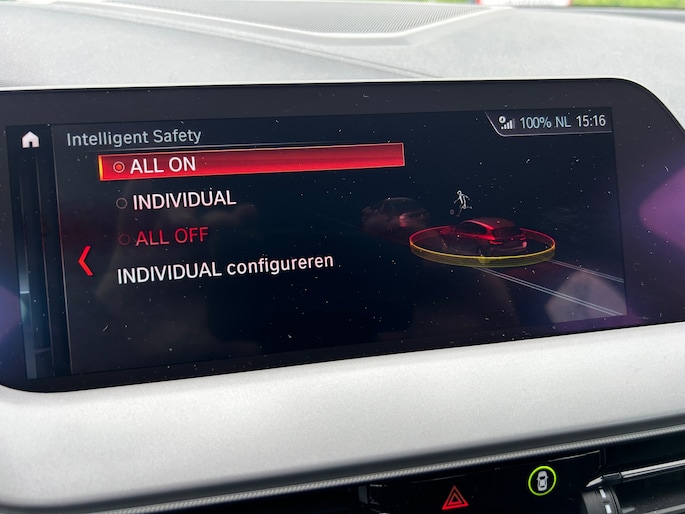 Intelligent Safety
100% NL 15:16
ALL ON
INDIVIDUAL
ALL OFF
INDIVIDUAL configureren